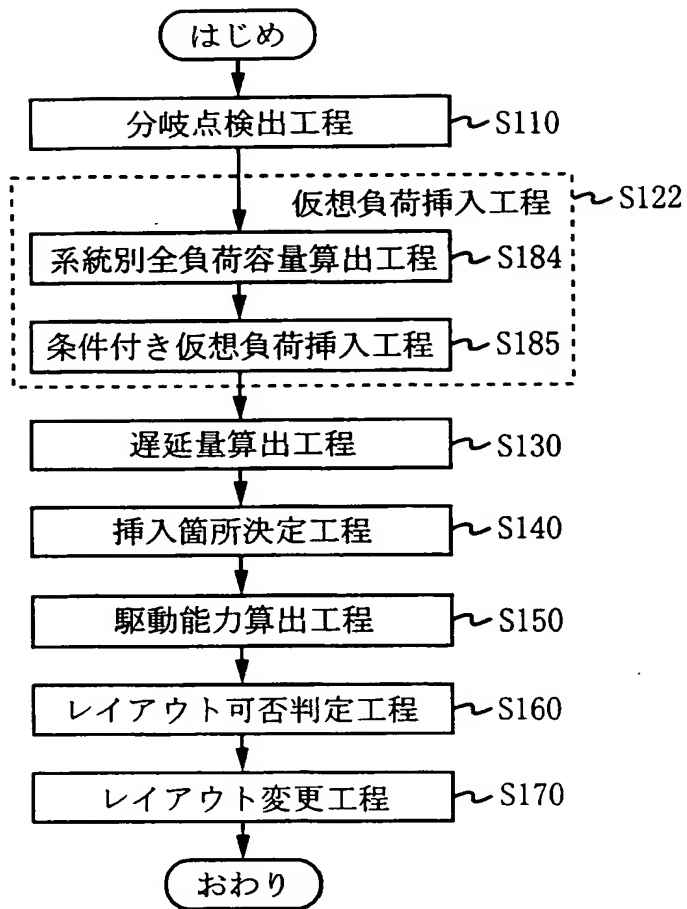 はじめ
分岐点検出工程 S110
仮想負荷挿入工程 S122
系統別全負荷容量算出工程 S184
条件付き仮想負荷挿入工程 S185
遅延量算出工程 S130
挿入箇所決定工程 S140
駆動能力算出工程 S150
レイアウト可否判定工程 S160
レイアウト変更工程 S170
おわり